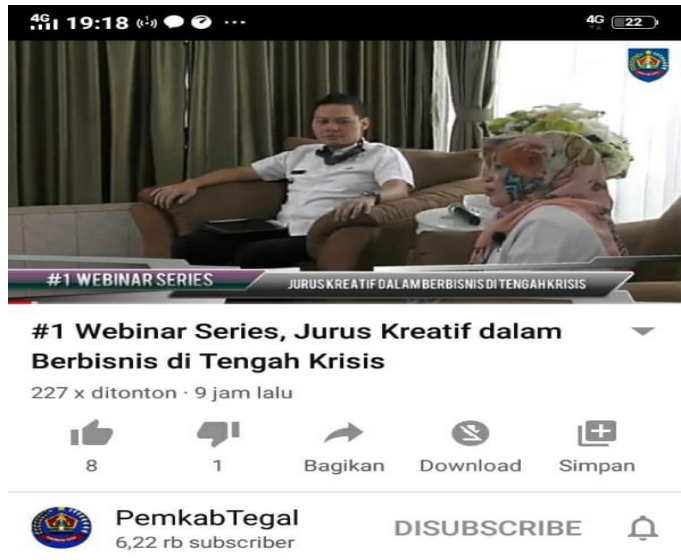 4G 19:18 ... 4G 22
#1 WEBINAR SERIES
JURUS KREATIF DALAM BERBISNIS DI TENGAH KRISIS
#1 Webinar Series, Jurus Kreatif dalam
Berbisnis di Tengah Krisis
227 x ditonton · 9 jam lalu
8 1 Bagikan Download Simpan
PemkabTegal DISUBSCRIBE
6,22 rb subscriber